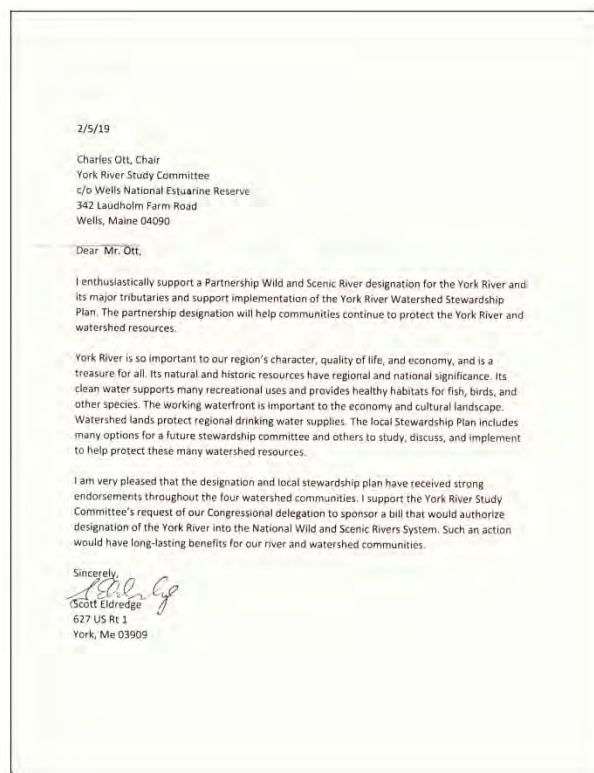 2/5/19
Charles Ott, Chair
York River Study Committee
c/o Wells National Estuarine Reserve
342 Laudholm Farm Road
Wells, Maine 04090
Dear Mr. Ott,
I enthusiastically support a Partnership Wild and Scenic River designation for the York River and
its major tributaries and support implementation of the York River Watershed Stewardship
Plan. The partnership designation will help communities continue to protect the York River and
watershed resources.
York River is so important to our region's character, quality of life, and economy, and is a
treasure for all. Its natural and historic resources have regional and national significance. Its
clean water supports many recreational uses and provides healthy habitats for fish, birds, and
other species. The working waterfront is important to the economy and cultural landscape.
Watershed lands protect regional drinking water supplies. The local Stewardship Plan includes
many options for a future stewardship committee and others to study, discuss, and implement
to help protect these many watershed resources.
I am very pleased that the designation and local stewardship plan have received strong
endorsements throughout the four watershed communities. I support the York River Study
Committee's request of our Congressional delegation to sponsor a bill that would authorize
designation of the York River into the National Wild and Scenic Rivers System. Such an action
would have long-lasting benefits for our river and watershed communities.
Sincerely,
Scott Eldredge
627 US Rt 1
York, Me 03909